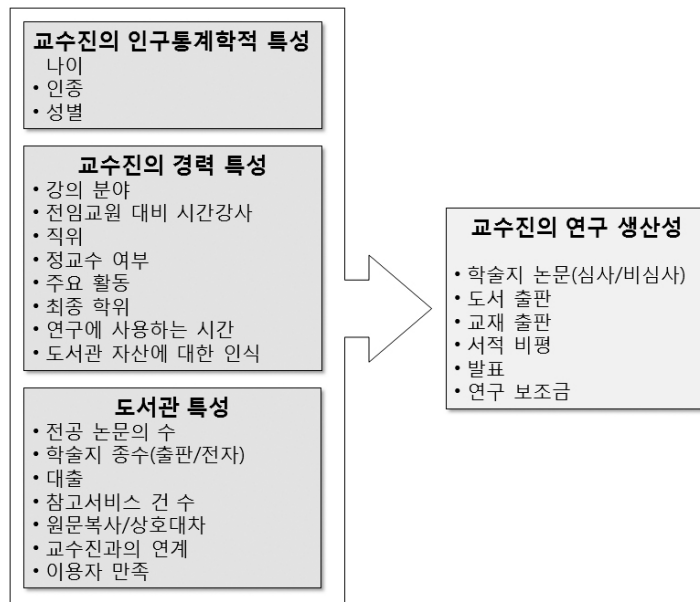 교수진의 인구통계학적 특성
나이
• 인종
• 성별
교수진의 경력 특성
• 강의 분야
• 전임교원 대비 시간강사
• 직위
• 정교수 여부
• 주요 활동
• 최종 학위
• 연구에 사용하는 시간
• 도서관 자산에 대한 인식
도서관 특성
• 전공 논문의 수
• 학술지 종수(출판/전자)
• 대출
• 참고서비스 건 수
• 원문복사/상호대차
• 교수진과의 연계
• 이용자 만족
교수진의 연구 생산성
• 학술지 논문(심사/비심사)
• 도서 출판
• 교재 출판
• 서적 비평
• 발표
• 연구 보조금